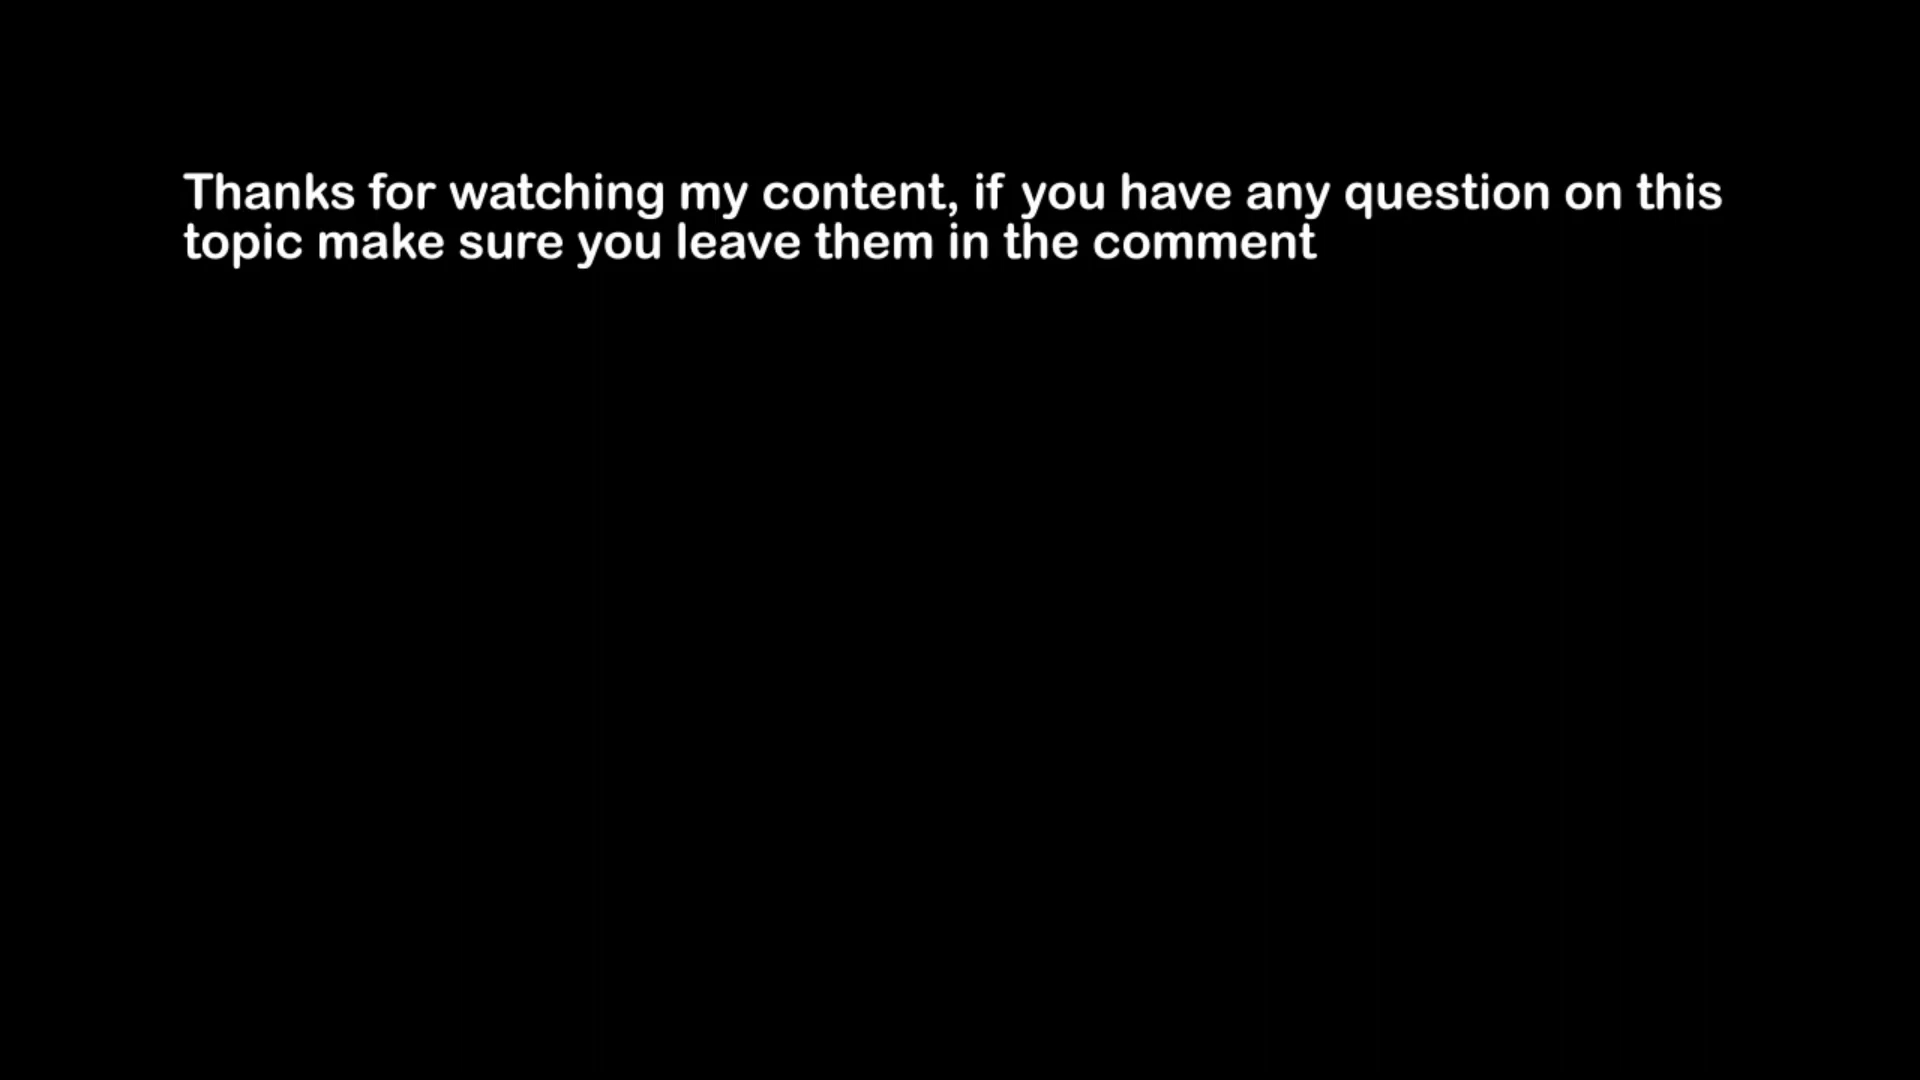 Thanks for watching my content, if you have any question on this
topic make sure you leave them in the comment